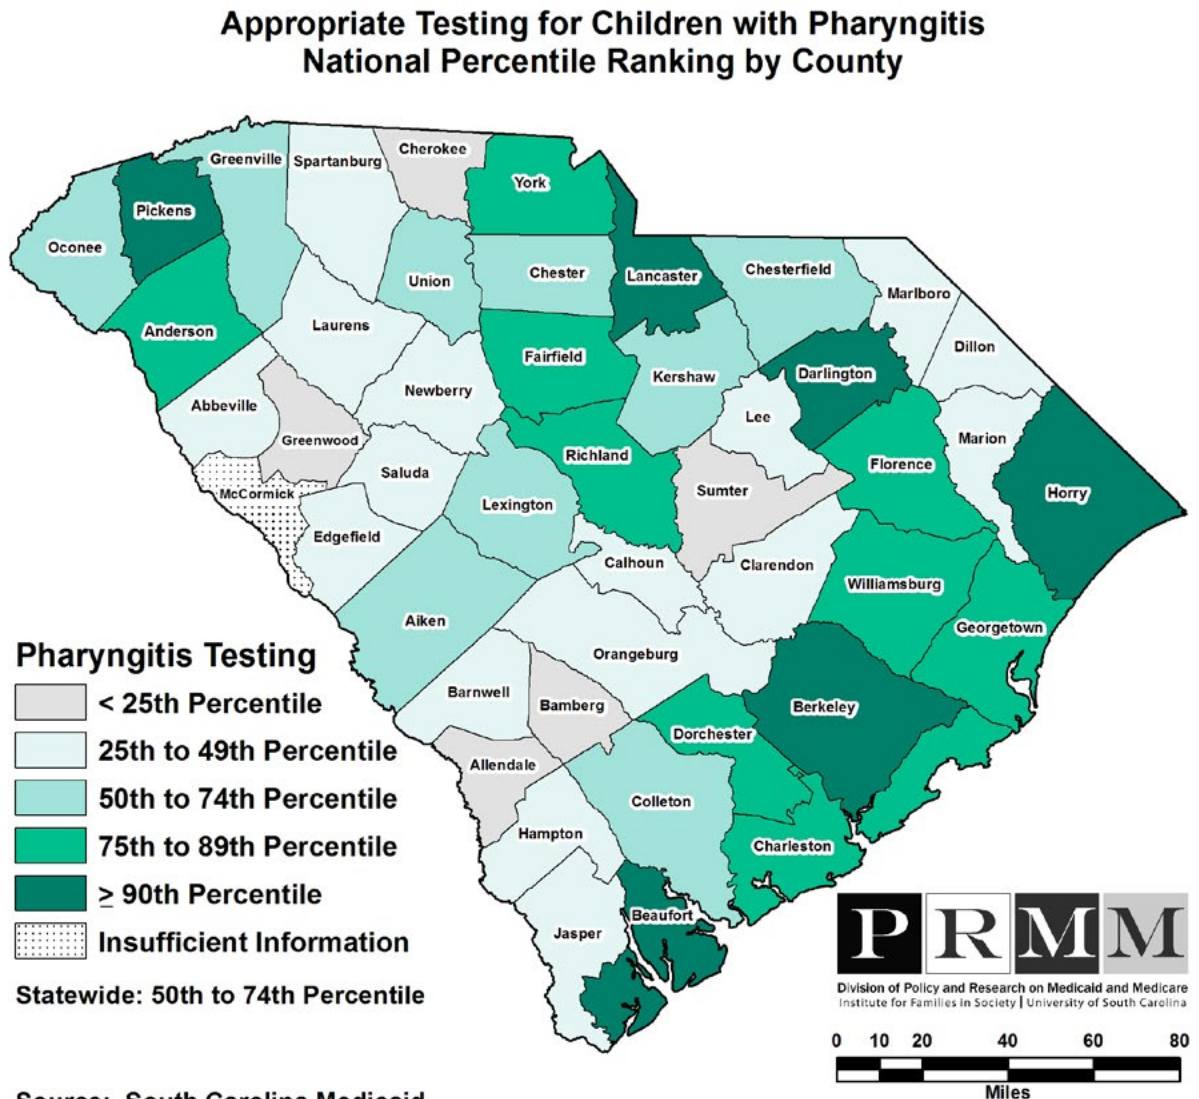 Appropriate Testing for Children with Pharyngitis
National Percentile Ranking by County
Cherokee
Greenville
Spartanburg
York
Pickens
Oconee
Chester
Lancaster
Chesterfield
Union
Marlboro
Anderson
Laurens
Dillon
Fairfield
Kershaw
Darlington
Newberry
Abbeville
Lee
Greenwood
Marion
Richland
Florence
Saluda
McCormick
Sumter
Horry
Lexington
Edgefield
Calhoun
Clarendon
Williamsburg
Aiken
Georgetown
Orangeburg
Barnwell
Bamberg
Berkeley
Dorchester
Allendale
Colleton
Hampton
Charleston
Beaufort
Jasper
Pharyngitis Testing
< 25th Percentile
25th to 49th Percentile
50th to 74th Percentile
75th to 89th Percentile
≥ 90th Percentile
Insufficient Information
Statewide: 50th to 74th Percentile
PRMM
Division of Policy and Research on Medicaid and Medicare
Institute for Families in Society | University of South Carolina
0 10 20 40 60 80
Miles
Source: South Carolina Medicaid